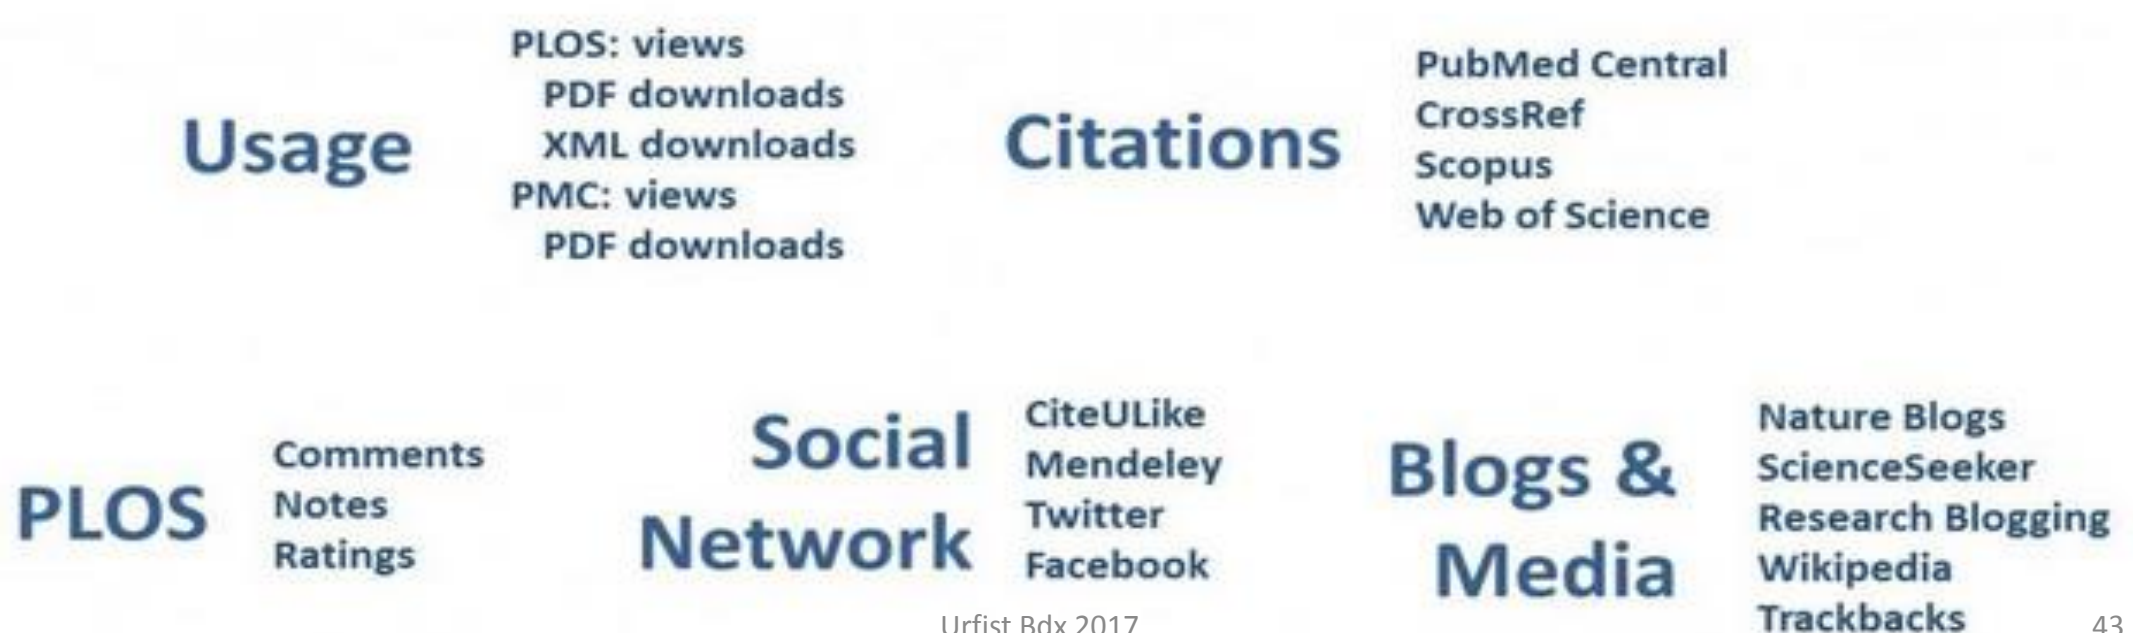 Usage
PLOS: views
PDF downloads
XML downloads
PMC: views
PDF downloads
Citations
PubMed Central
CrossRef
Scopus
Web of Science
PLOS
Comments
Notes
Ratings
Social
Network
CiteULike
Mendeley
Twitter
Facebook
Blogs &
Media
Nature Blogs
ScienceSeeker
Research Blogging
Wikipedia
Trackbacks
Urfist Bdx 2017
43